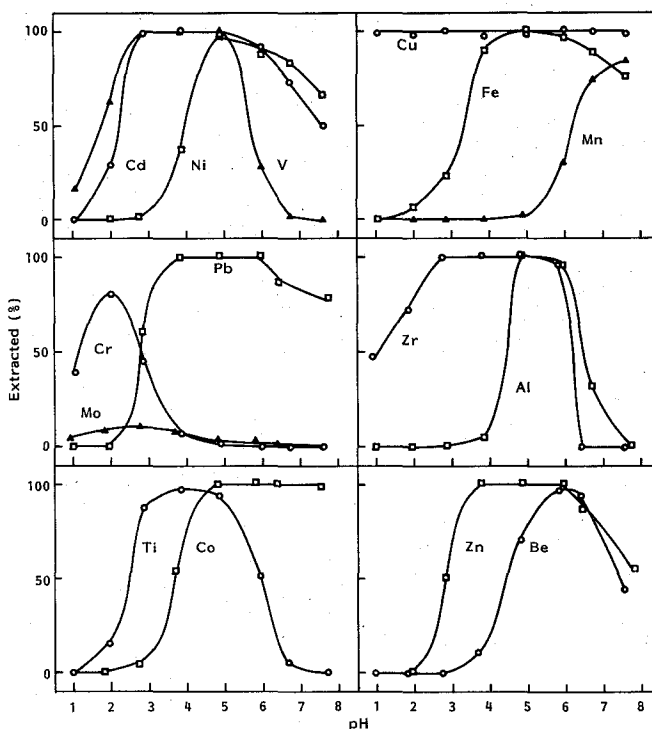 100
50
0
Cd
Ni
V
Cu
Fe
Mn
100
50
0
Pb
Cr
Mo
Zr
Al
100
50
0
Ti
Co
Zn
Be
1 2 3 4 5 6 7
1 2 3 4 5 6 7 8
pH
Extracted (%)